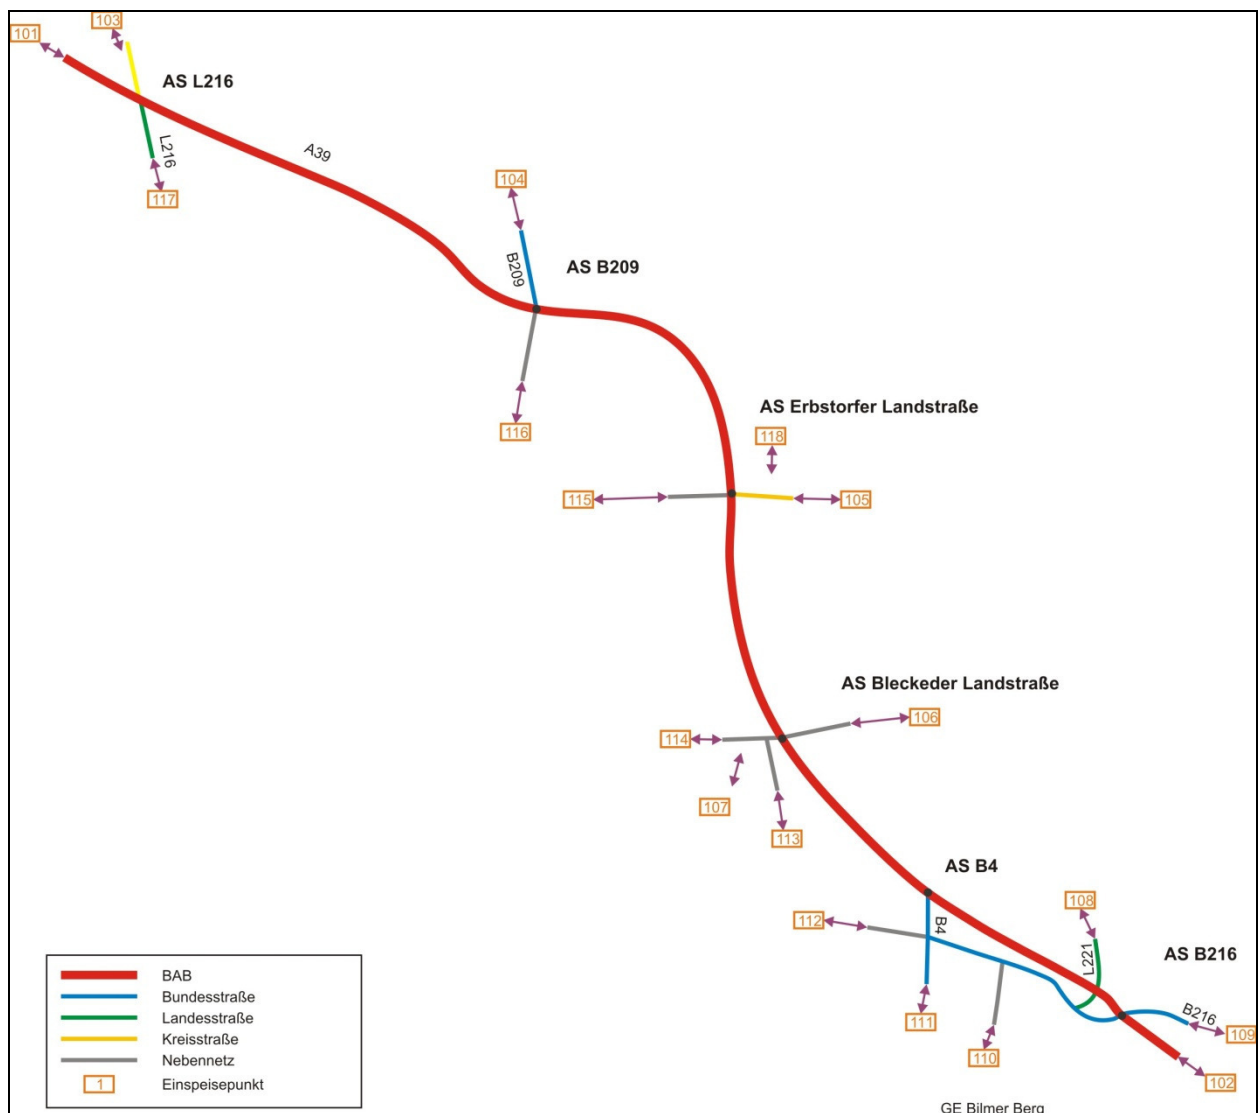 103
101
AS L216
L216
A39
117
104
AS B209
B209
116
AS Erbstorfer Landstraße
118
115
105
AS Bleckeder Landstraße
106
114
107
113
AS B4
108
112
B4
L221
AS B216
B216
111
109
110
102
BAB
Bundesstraße
Landesstraße
Kreisstraße
Nebennetz
1 Einspeisepunkt
GE Bilmer Berg